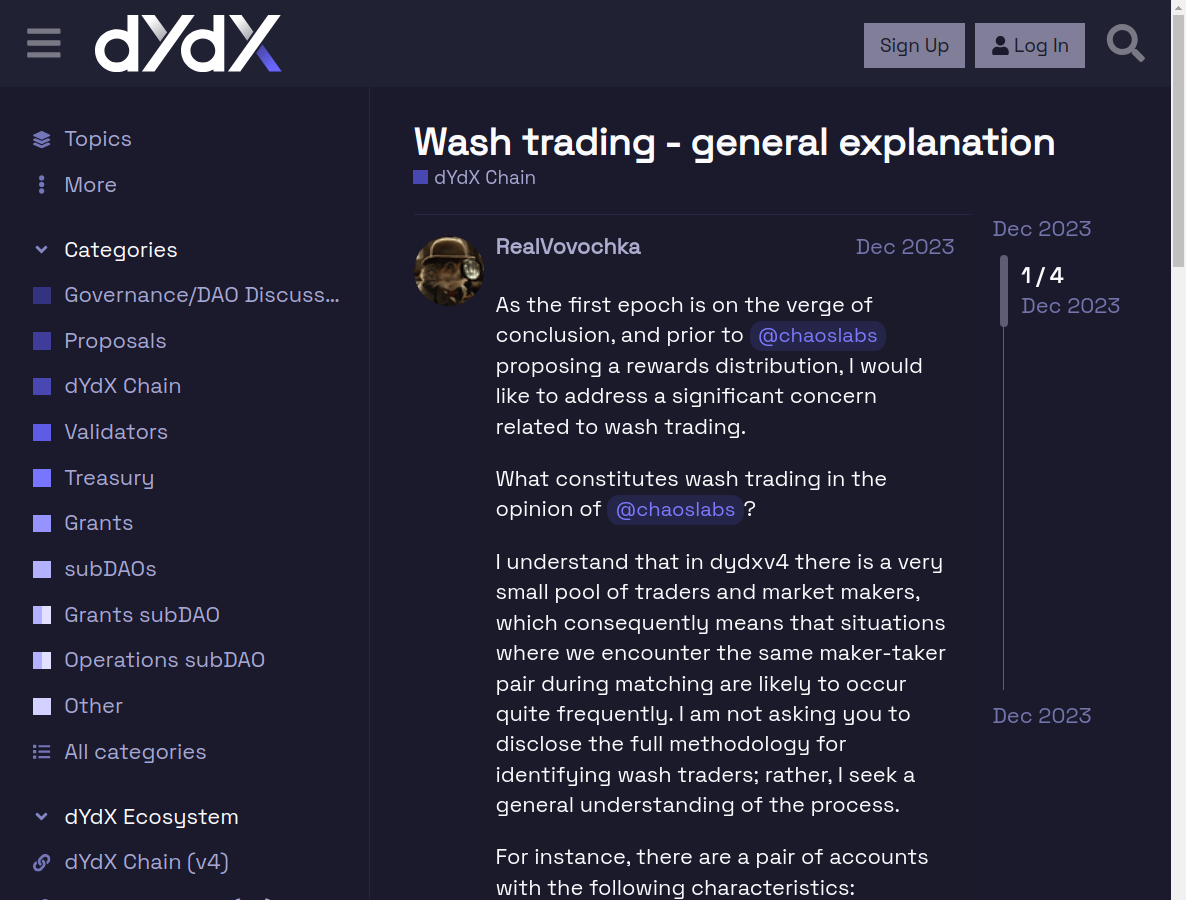 dYdX
Sign Up
Log In
Topics
More
Categories
Governance/DAO Discuss...
Proposals
dYdX Chain
Validators
Treasury
Grants
subDAOs
Grants subDAO
Operations subDAO
Other
All categories
dYdX Ecosystem
dYdX Chain (v4)
Wash trading - general explanation
dYdX Chain
RealVovochka
Dec 2023
As the first epoch is on the verge of
conclusion, and prior to @chaoslabs
proposing a rewards distribution, I would
like to address a significant concern
related to wash trading.
What constitutes wash trading in the
opinion of @chaoslabs?
I understand that in dydxv4 there is a very
small pool of traders and market makers,
which consequently means that situations
where we encounter the same maker-taker
pair during matching are likely to occur
quite frequently. I am not asking you to
disclose the full methodology for
identifying wash traders; rather, I seek a
general understanding of the process.
For instance, there are a pair of accounts
with the following characteristics:
Dec 2023
1 / 4
Dec 2023
Dec 2023